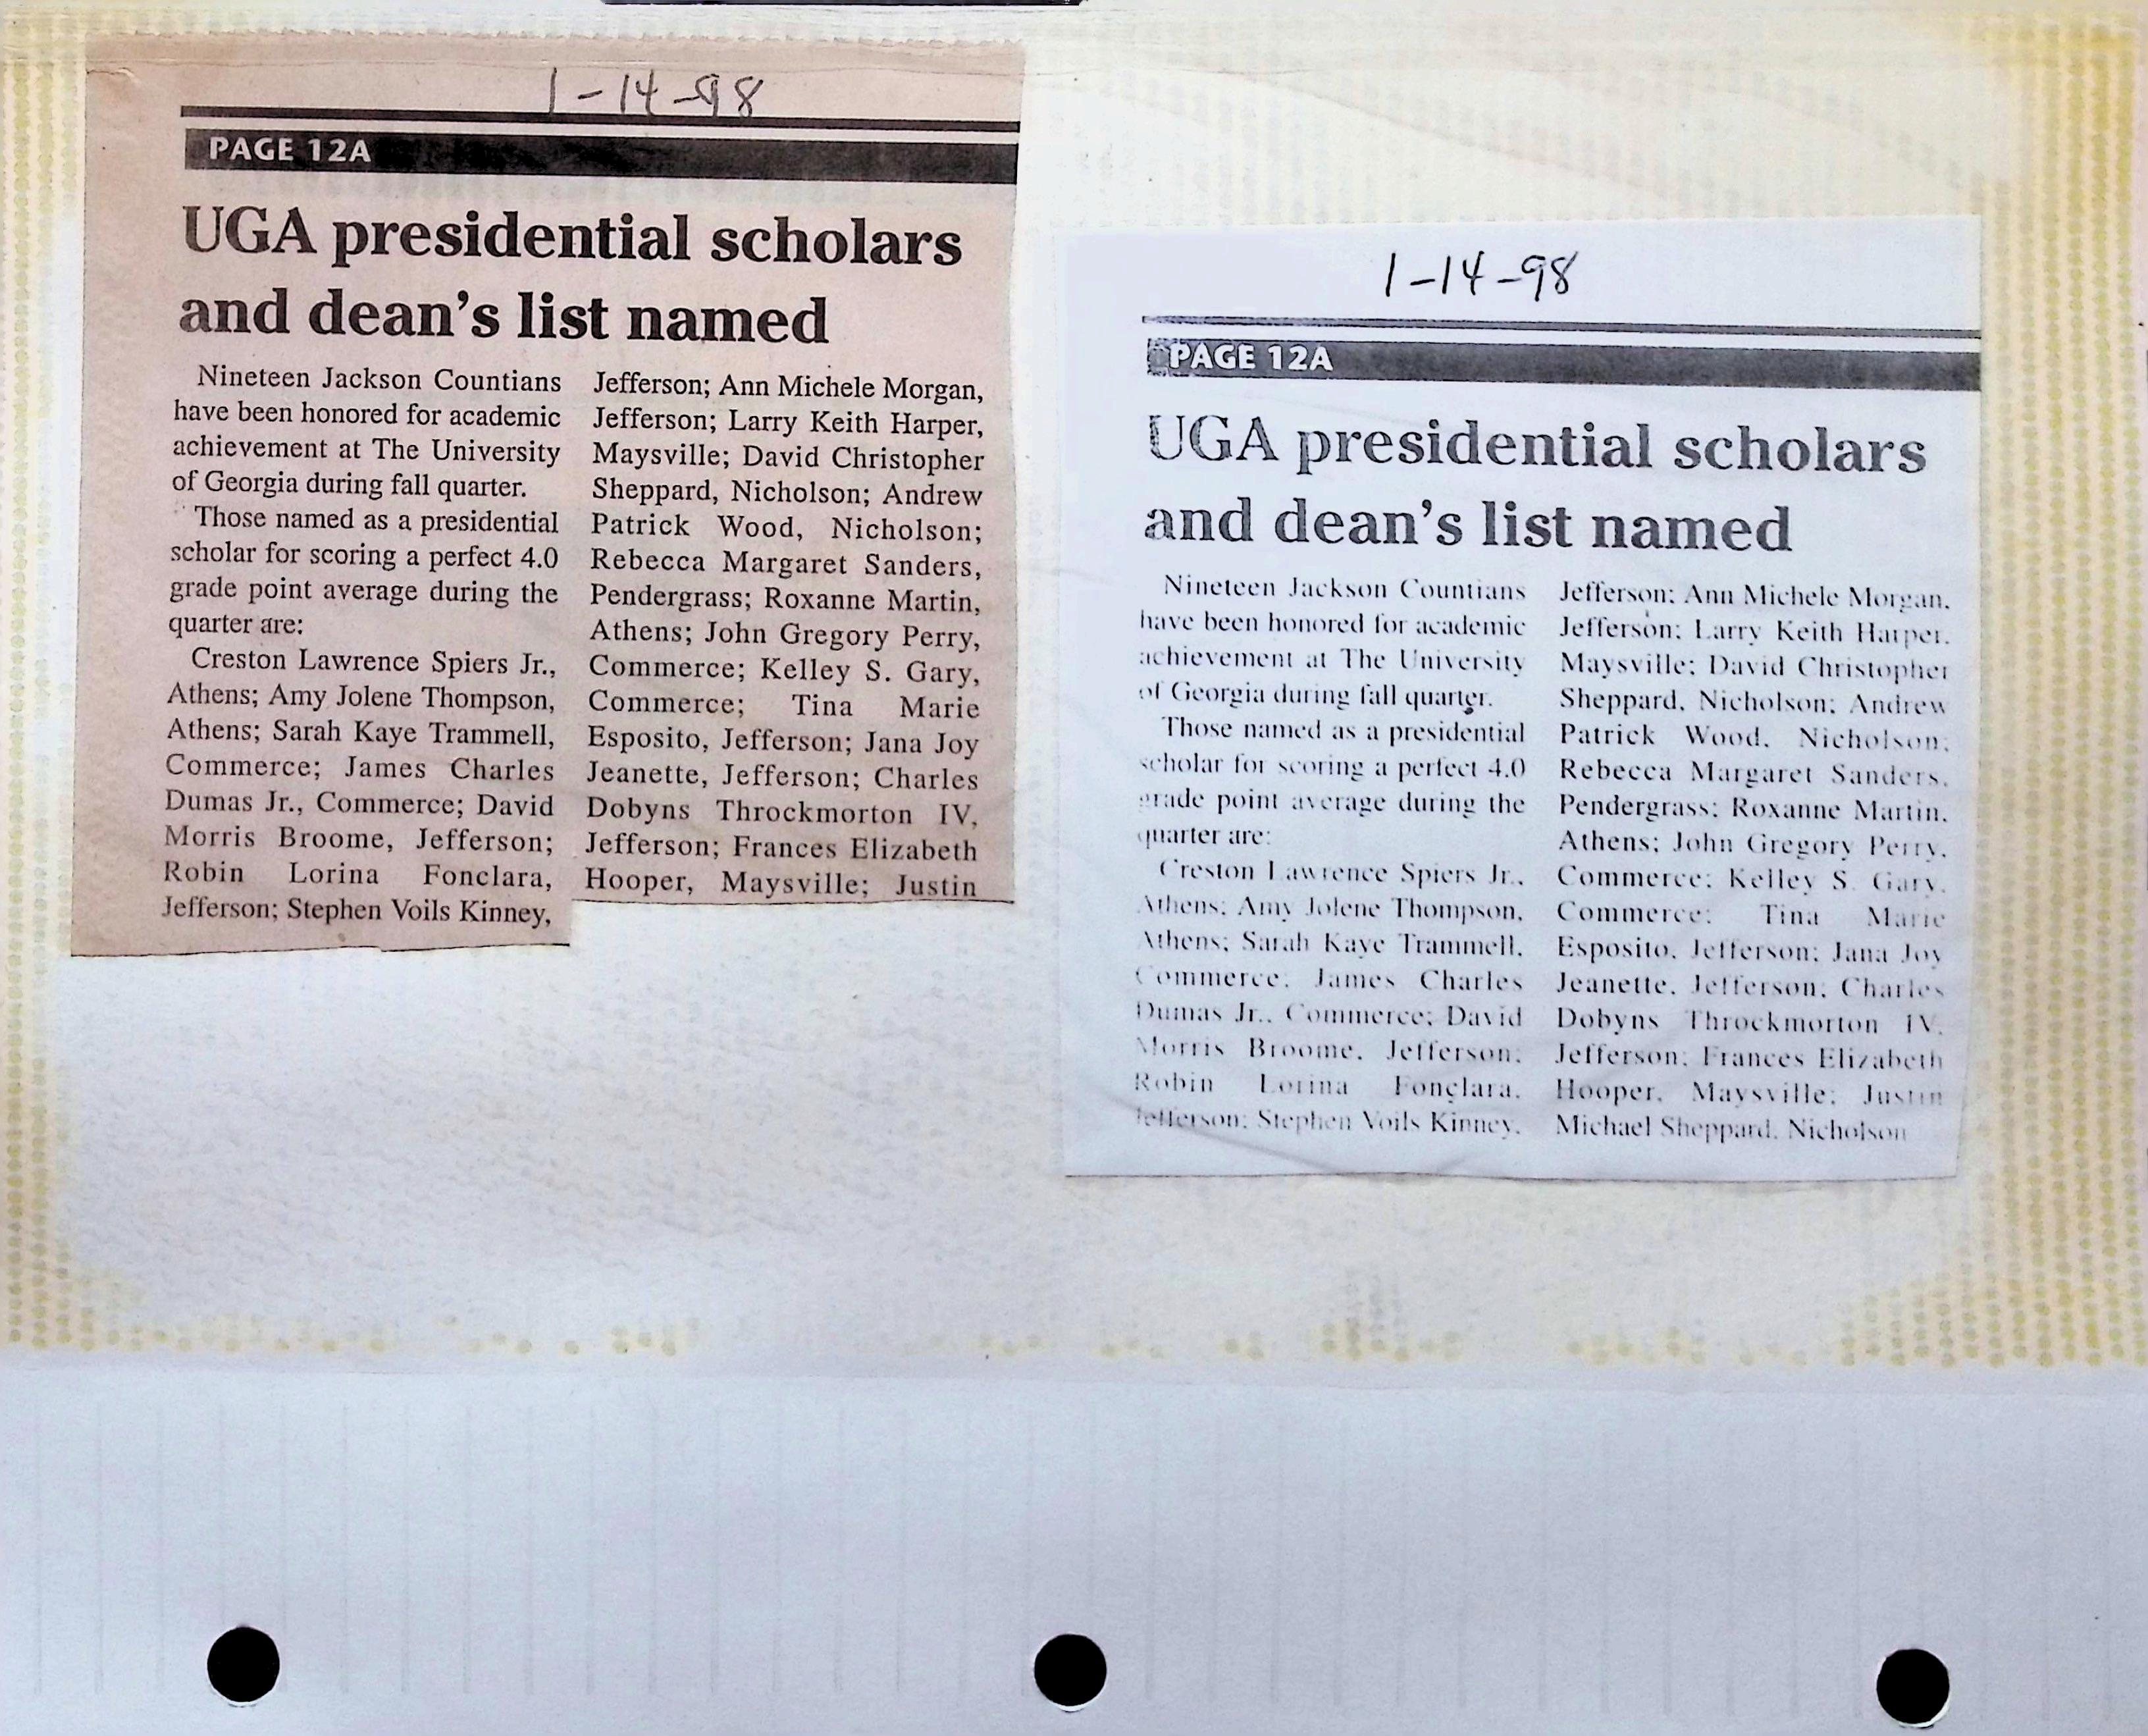 1-14-98
PAGE 12A
UGA presidential scholars
and dean's list named
Nineteen Jackson Countians
have been honored for academic
achievement at The University
of Georgia during fall quarter.
Those named as a presidential
scholar for scoring a perfect 4.0
grade point average during the
quarter are:
Creston Lawrence Spiers Jr.,
Athens; Amy Jolene Thompson,
Athens; Sarah Kaye Trammell,
Commerce; James Charles
Dumas Jr., Commerce; David
Morris Broome, Jefferson;
Robin Lorina Fonclara,
Jefferson; Stephen Voils Kinney,
Jefferson; Ann Michele Morgan,
Jefferson; Larry Keith Harper,
Maysville; David Christopher
Sheppard, Nicholson; Andrew
Patrick Wood, Nicholson;
Rebecca Margaret Sanders,
Pendergrass; Roxanne Martin,
Athens; John Gregory Perry,
Commerce; Kelley S. Gary,
Commerce; Tina Marie
Esposito, Jefferson; Jana Joy
Jeanette, Jefferson; Charles
Dobyns Throckmorton IV,
Jefferson; Frances Elizabeth
Hooper, Maysville; Justin
1-14-98
PAGE 12A
UGA presidential scholars
and dean's list named
Nineteen Jackson Countians
have been honored for academic
achievement at The University
of Georgia during fall quarter.
Those named as a presidential
scholar for scoring a perfect 4.0
grade point average during the
quarter are:
Creston Lawrence Spiers Jr.,
Athens; Amy Jolene Thompson,
Athens; Sarah Kaye Trammell,
Commerce; James Charles
Dumas Jr., Commerce; David
Morris Broome, Jefferson;
Robin Lorina Fonclara,
Jefferson; Stephen Voils Kinney,
Jefferson; Ann Michele Morgan,
Jefferson; Larry Keith Harper,
Maysville; David Christopher
Sheppard, Nicholson; Andrew
Patrick Wood, Nicholson;
Rebecca Margaret Sanders,
Pendergrass; Roxanne Martin,
Athens; John Gregory Perry,
Commerce; Kelley S. Gary,
Commerce; Tina Marie
Esposito, Jefferson; Jana Joy
Jeanette, Jefferson; Charles
Dobyns Throckmorton IV,
Jefferson; Frances Elizabeth
Hooper, Maysville; Justin
Michael Sheppard, Nicholson